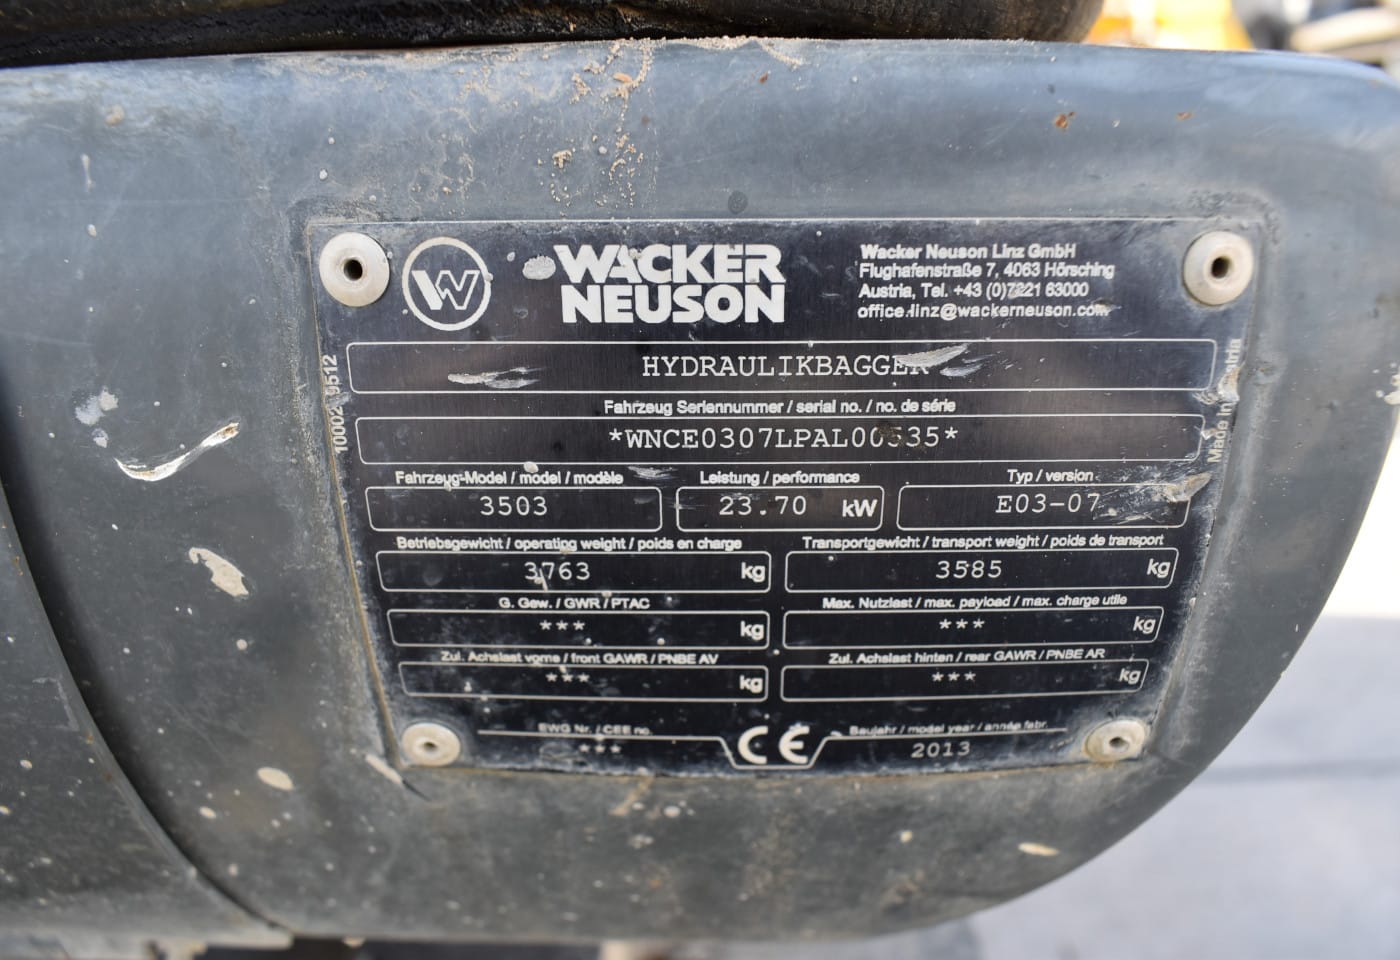 WACKER
NEUSON
Wacker Neuson Linz GmbH
Flughafenstraße 7, 4063 Hörsching
Austria, Tel. +43 (0)7221 63000
office.linz@wackerneuson.com
HYDRAULIKBAGGER
Fahrzeug Seriennummer / serial no. / no. de série
*WNCE0307LPAL00535*
Fahrzeug-Model / model / modèle
Leistung / performance
Typ / version
3503
23.70 kW
E03-07
Betriebsgewicht / operating weight / poids en charge
Transportgewicht / transport weight / poids de transport
3763 kg
3585 kg
G. Gew. / GWR / PTAC
Max. Nutzlast / max. payload / max. charge utile
*** kg
*** kg
Zul. Achslast vorne / front GAWR / PNBE AV
Zul. Achslast hinten / rear GAWR / PNBE AR
*** kg
*** kg
EWG Nr. / CEE no.
***
CE
Baujahr / model year / année fabr.
2013
Made in Austria